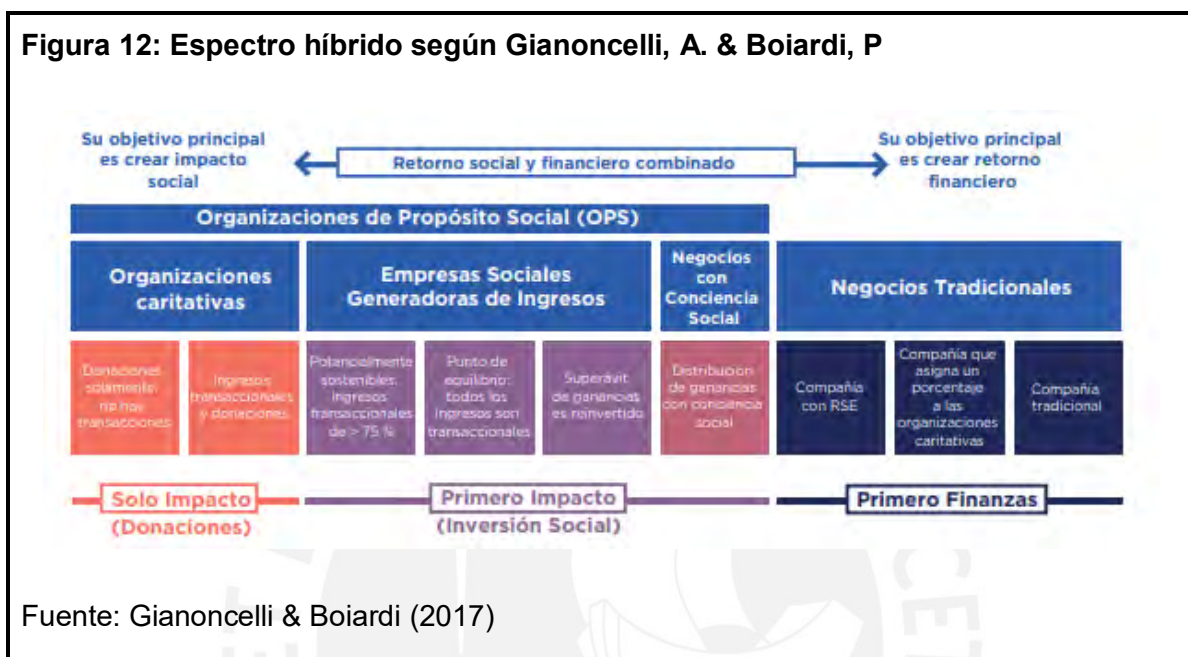 Figura 12: Espectro híbrido según Gianoncelli, A. & Boiardi, P
Su objetivo principal
es crear impacto
social
Retorno social y financiero combinado
Su objetivo principal
es crear retorno
financiero
Organizaciones de Propósito Social (OPS)
Organizaciones
caritativas
Empresas Sociales
Generadoras de Ingresos
Negocios
con
Conciencia
Social
Negocios Tradicionales
Donaciones
solamente:
no hay
transacciones
Ingresos
transaccionales
y donaciones
Potencialmente
sostenibles:
ingresos
transaccionales
de > 75 %
Punto de
equilibrio:
todos los
ingresos son
transaccionales
Superávit
de ganancias
es reinvertido
Distribución
de ganancias
con conciencia
social
Compañía
con RSE
Compañía que
asigna un
porcentaje
a las
organizaciones
caritativas
Compañía
tradicional
Solo Impacto
(Donaciones)
Primero Impacto
(Inversión Social)
Primero Finanzas
Fuente: Gianoncelli & Boiardi (2017)